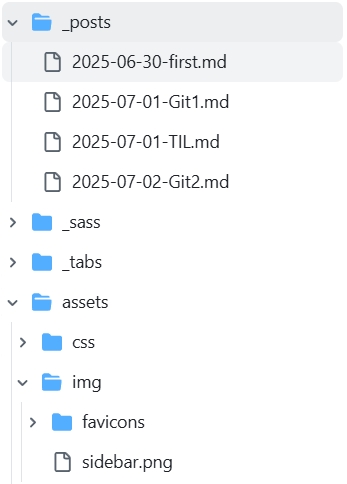 _posts
2025-06-30-first.md
2025-07-01-Git1.md
2025-07-01-TIL.md
2025-07-02-Git2.md
_sass
_tabs
assets
css
img
favicons
sidebar.png